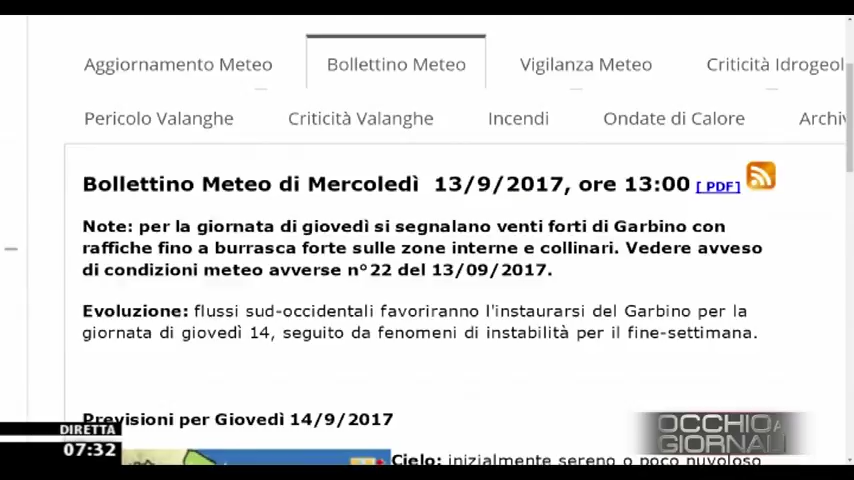 Aggiornamento Meteo Bollettino Meteo Vigilanza Meteo Criticità Idrogeol
Pericolo Valanghe Criticità Valanghe Incendi Ondate di Calore Archiv
Bollettino Meteo di Mercoledì 13/9/2017, ore 13:00 [ PDF]
Note: per la giornata di giovedì si segnalano venti forti di Garbino con
raffiche fino a burrasca forte sulle zone interne e collinari. Vedere avveso
di condizioni meteo avverse n°22 del 13/09/2017.
Evoluzione: flussi sud-occidentali favoriranno l'instaurarsi del Garbino per la
giornata di giovedì 14, seguito da fenomeni di instabilità per il fine-settimana.
Previsioni per Giovedì 14/9/2017
DIRETTA
07:32
OCCHIO AI
GIORNALI
Cielo: inizialmente sereno o poco nuvoloso